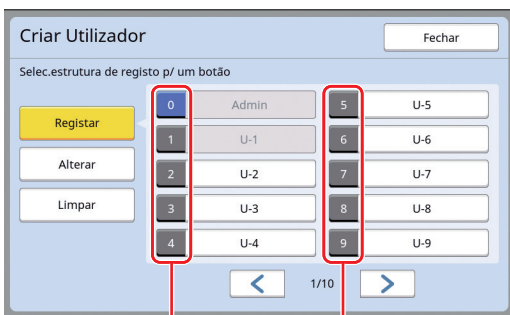 Criar Utilizador
Fechar
Selec.estrutura de registo p/ um botão
Registar
Alterar
Limpar
0 Admin
1 U-1
2 U-2
3 U-3
4 U-4
5 U-5
6 U-6
7 U-7
8 U-8
9 U-9
1/10